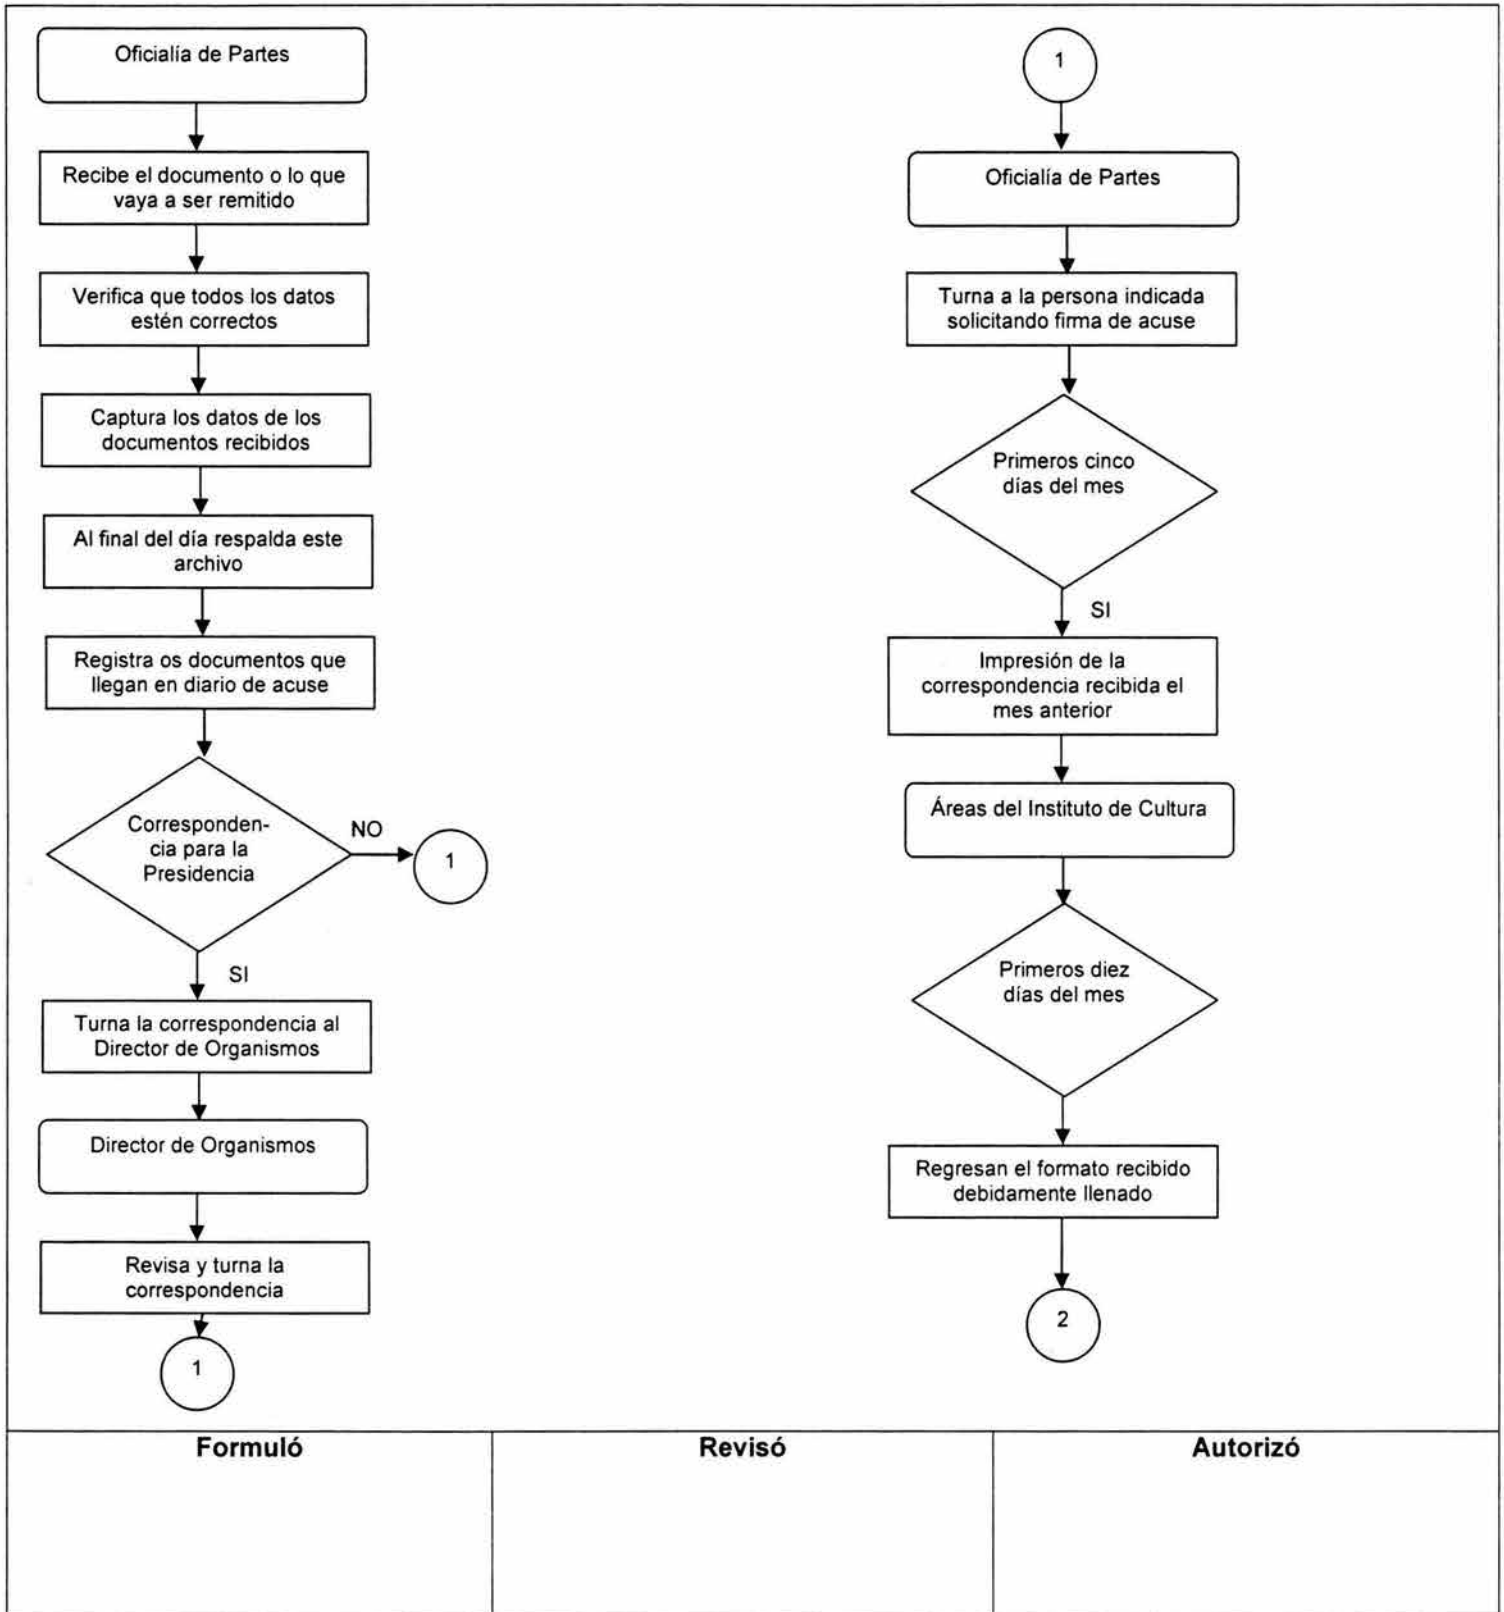 Oficialía de Partes
Recibe el documento o lo que
vaya a ser remitido
Verifica que todos los datos
estén correctos
Captura los datos de los
documentos recibidos
Al final del día respalda este
archivo
Registra os documentos que
llegan en diario de acuse
Corresponden-
cia para la
Presidencia
NO
1
SI
Turna la correspondencia al
Director de Organismos
Director de Organismos
Revisa y turna la
correspondencia
1
1
Oficialía de Partes
Turna a la persona indicada
solicitando firma de acuse
Primeros cinco
días del mes
SI
Impresión de la
correspondencia recibida el
mes anterior
Áreas del Instituto de Cultura
Primeros diez
días del mes
Regresan el formato recibido
debidamente llenado
2
Formuló
Revisó
Autorizó